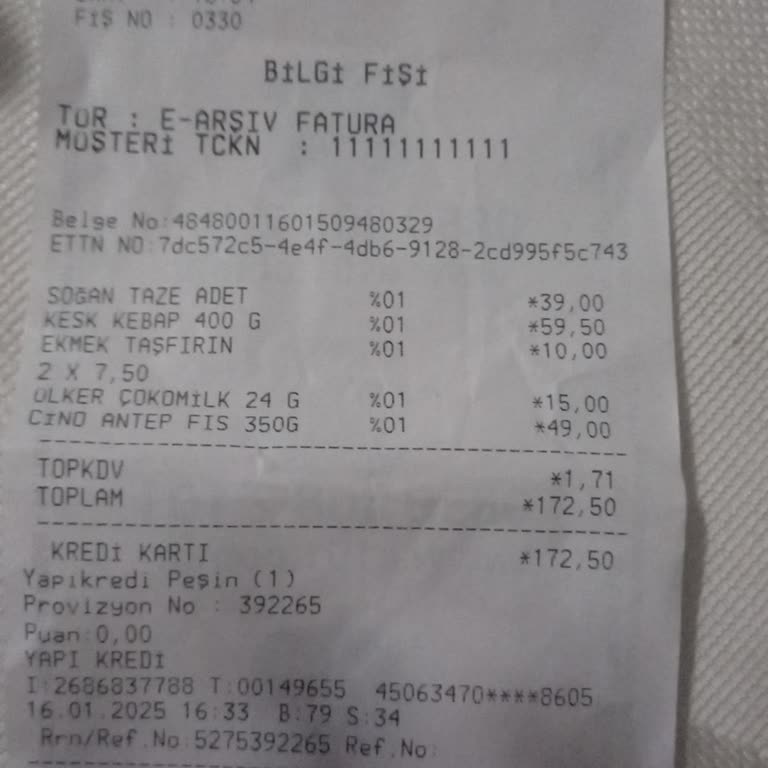 FİŞ NO : 0330
BİLGİ FİŞİ
TÜR : E-ARŞİV FATURA
MÜŞTERİ TCKN : 11111111111
Belge No:48480011601509480329
ETTN NO:7dc572c5-4e4f-4db6-9128-2cd995f5c743
SOĞAN TAZE ADET %01 *39,00
KESK KEBAP 400 G %01 *59,50
EKMEK TAŞFIRIN %01 *10,00
2 X 7,50
ÜLKER ÇOKOMİLK 24 G %01 *15,00
CİNO ANTEP FIS 350G %01 *49,00
TOPKDV *1,71
TOPLAM *172,50
KREDİ KARTI *172,50
Yapıkredi Peşin (1)
Provizyon No : 392265
Puan:0,00
YAPI KREDİ
I:2686837788 T:00149655 45063470****8605
16.01.2025 16:33 B:79 S:34
Rrn/Ref.No:5275392265 Ref.No: